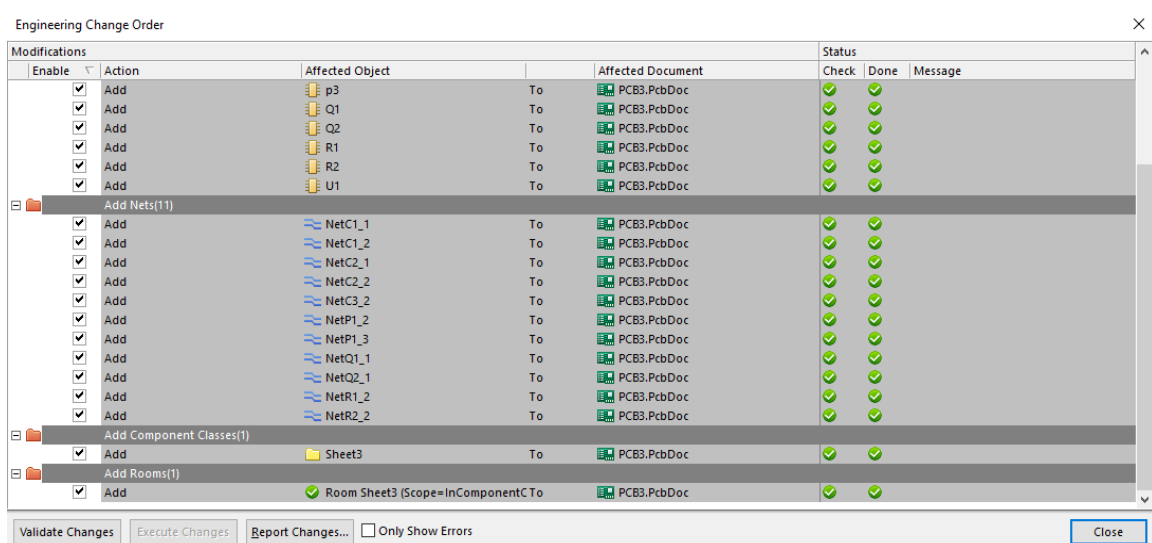 Engineering Change Order
Modifications Status
Enable Action Affected Object Affected Document Check Done Message
Add p3 To PCB3.PcbDoc
Add Q1 To PCB3.PcbDoc
Add Q2 To PCB3.PcbDoc
Add R1 To PCB3.PcbDoc
Add R2 To PCB3.PcbDoc
Add U1 To PCB3.PcbDoc
Add Nets(11)
Add NetC1_1 To PCB3.PcbDoc
Add NetC1_2 To PCB3.PcbDoc
Add NetC2_1 To PCB3.PcbDoc
Add NetC2_2 To PCB3.PcbDoc
Add NetC3_2 To PCB3.PcbDoc
Add NetP1_2 To PCB3.PcbDoc
Add NetP1_3 To PCB3.PcbDoc
Add NetQ1_1 To PCB3.PcbDoc
Add NetQ2_1 To PCB3.PcbDoc
Add NetR1_2 To PCB3.PcbDoc
Add NetR2_2 To PCB3.PcbDoc
Add Component Classes(1)
Add Sheet3 To PCB3.PcbDoc
Add Rooms(1)
Add Room Sheet3 (Scope=InComponentC To PCB3.PcbDoc
Validate Changes Execute Changes Report Changes... Only Show Errors Close